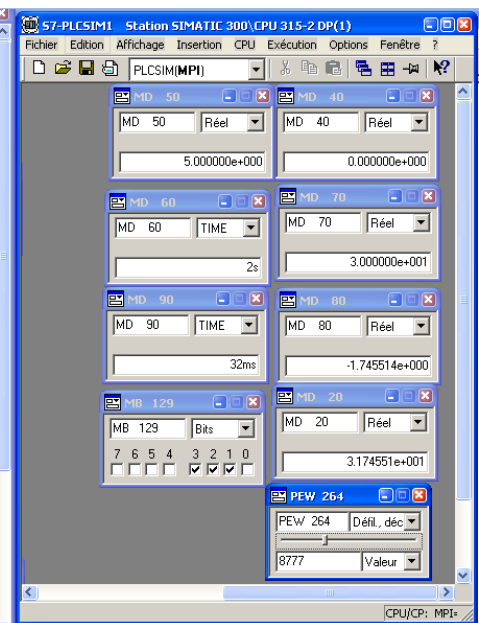 S7-PLCSIM1 Station SIMATIC 300\CPU 315-2 DP(1)
Fichier Edition Affichage Insertion CPU Exécution Options Fenêtre ?
PLCSIM(MPI)
MD 50
MD 50 Réel
5.000000e+000
MD 40
MD 40 Réel
0.000000e+000
MD 60
MD 60 TIME
2s
MD 70
MD 70 Réel
3.000000e+001
MD 90
MD 90 TIME
32ms
MD 80
MD 80 Réel
-1.745514e+000
MB 129
MB 129 Bits
7 6 5 4 3 2 1 0
MD 20
MD 20 Réel
3.174551e+001
PEW 264
PEW 264 Défil., déc
8777 Valeur
CPU/CP: MPI=